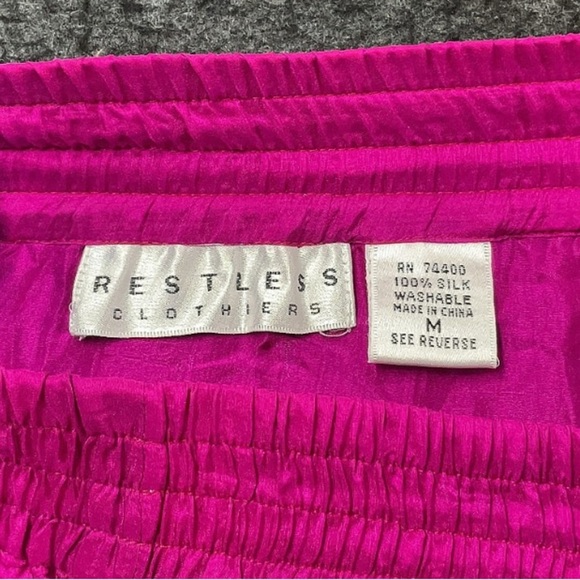 RESTLESS
CLOTHIERS
RN 74400
100% SILK
WASHABLE
MADE IN CHINA
M
SEE REVERSE